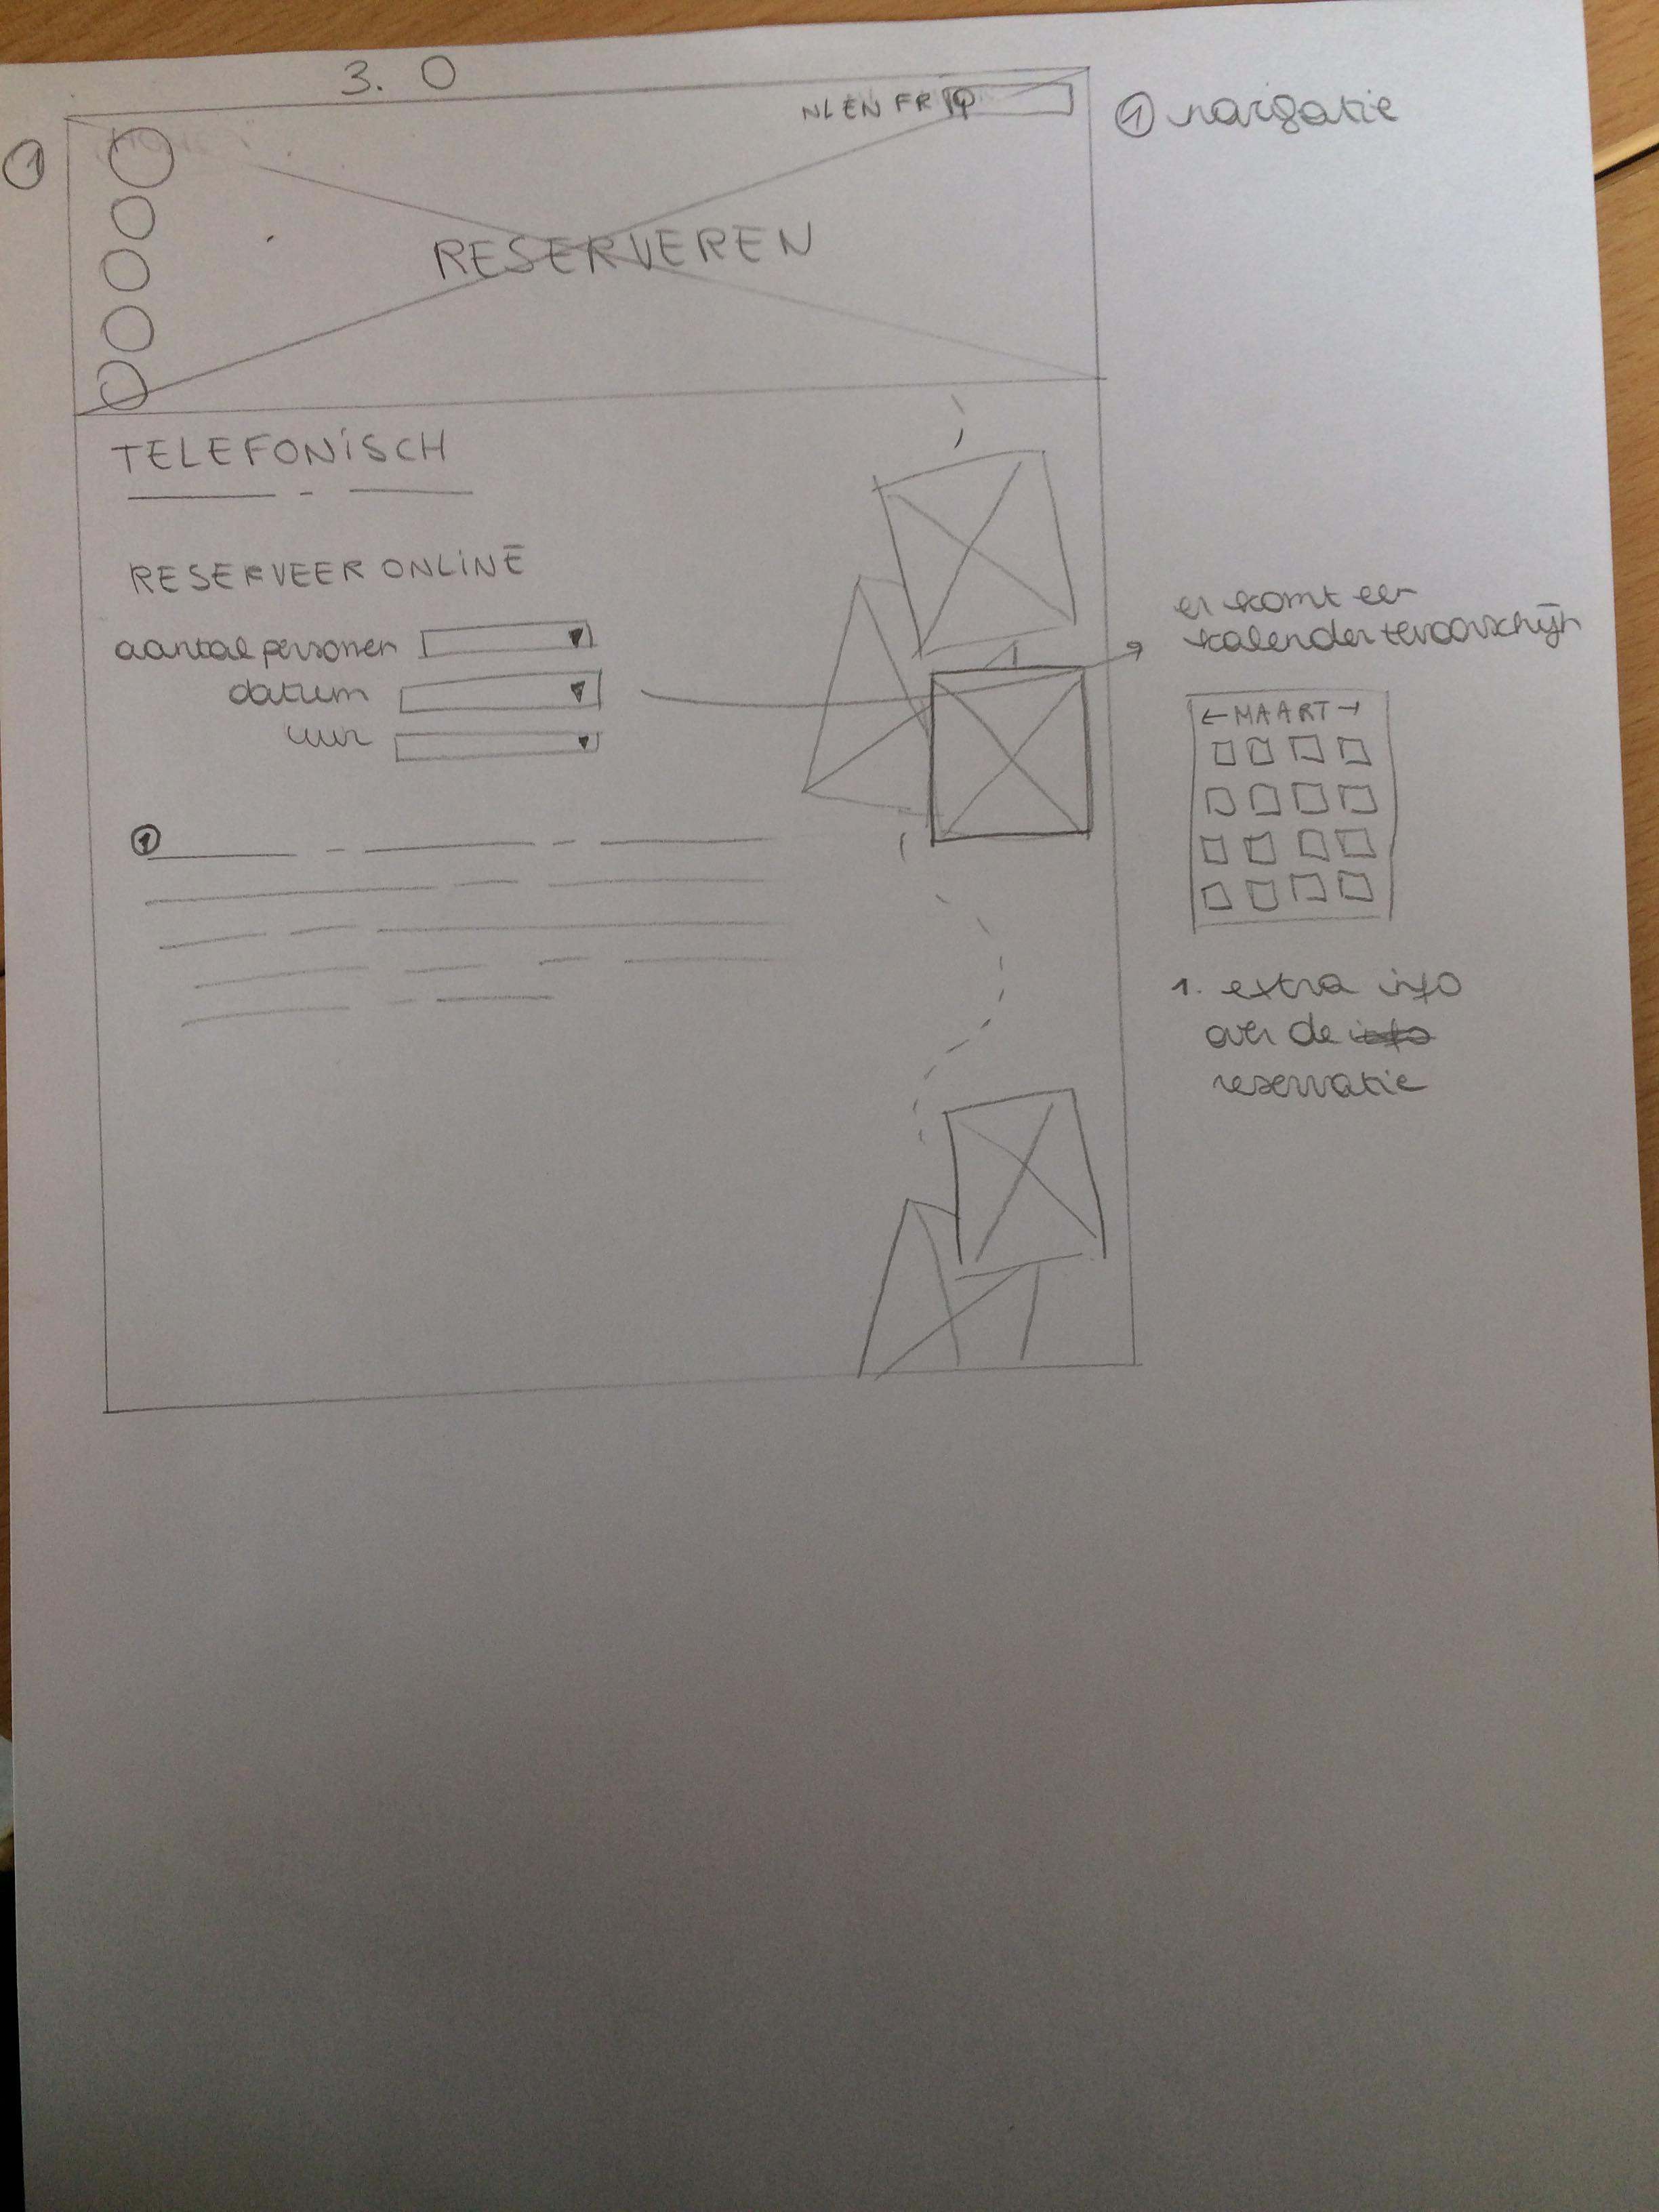 3. 0
NL EN FR
① navigatie
①
RESERVEREN
TELEFONISCH
RESERVEER ONLINE
er komt een
kalender tevoorschijn
aantal personen
datum
uur
← MAART →
①
1. extra info
over de info
reservatie